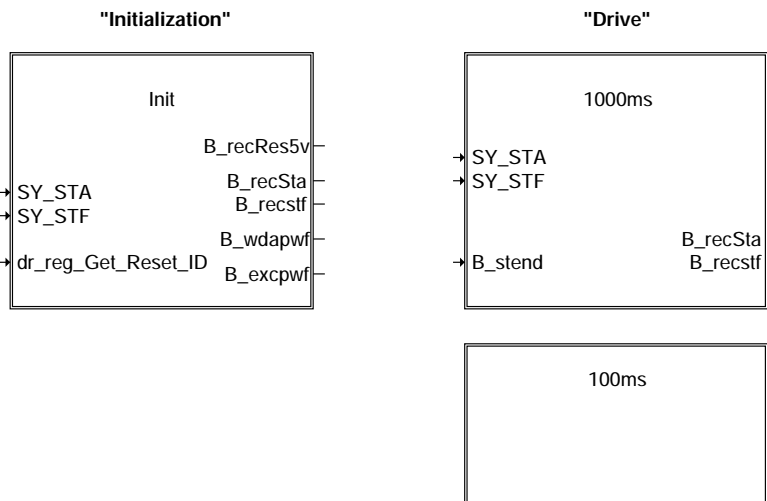 "Initialization"
Init
B_recRes5v
SY_STA
B_recSta
SY_STF
B_recstf
B_wdapwf
dr_reg_Get_Reset_ID
B_excpwf
"Drive"
1000ms
SY_STA
SY_STF
B_recSta
B_stend
B_recstf
100ms